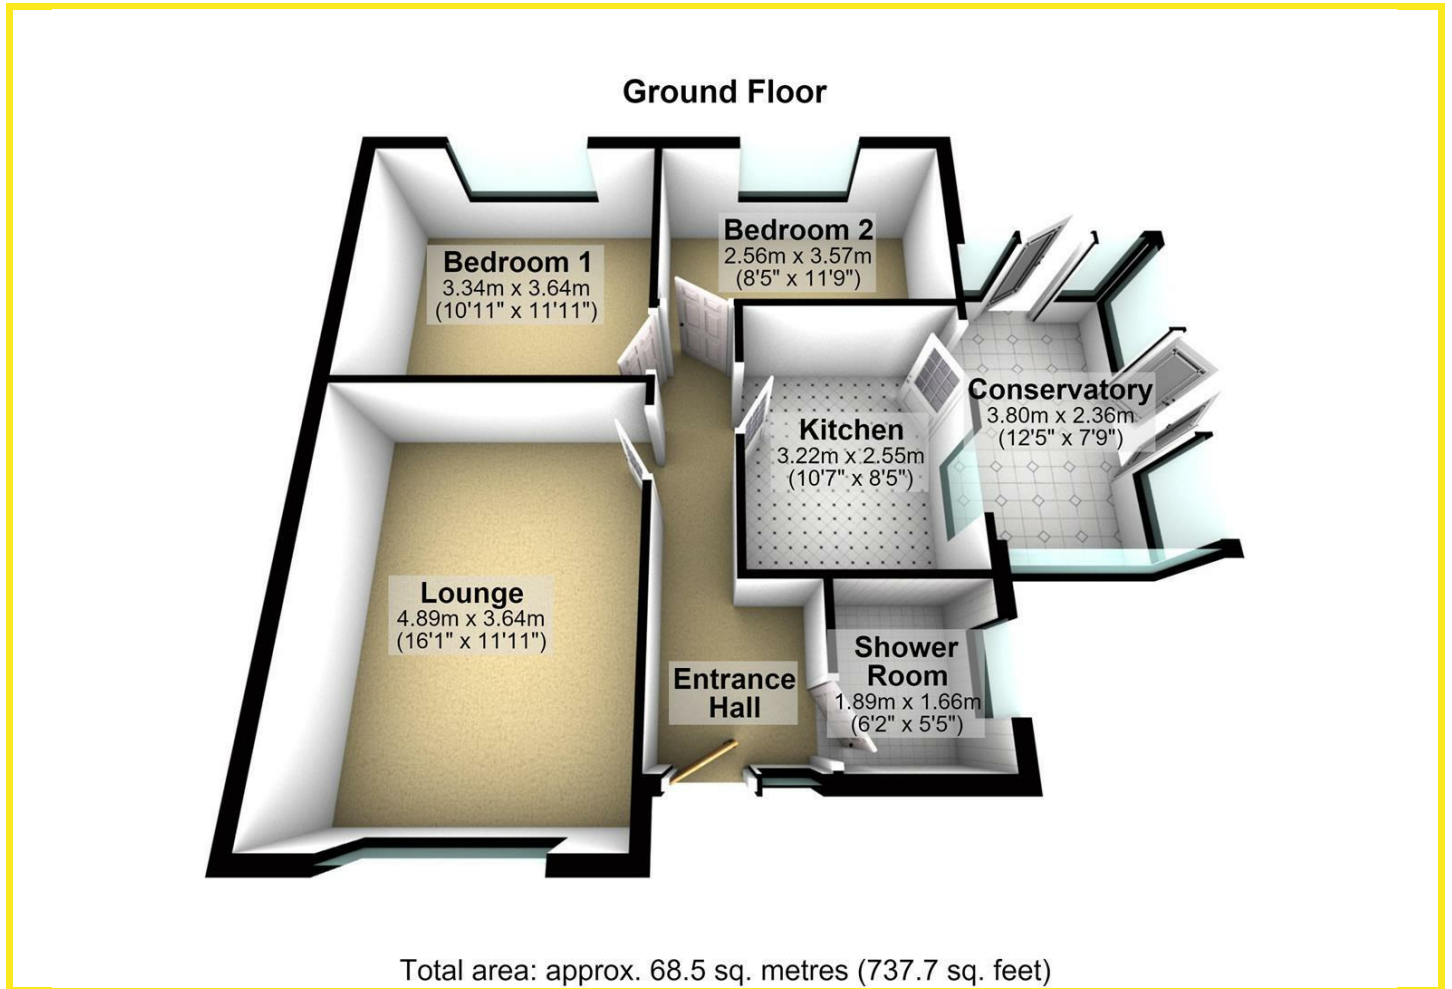 Ground Floor
Bedroom 1
3.34m x 3.64m
(10'11" x 11'11")
Bedroom 2
2.56m x 3.57m
(8'5" x 11'9")
Conservatory
3.80m x 2.36m
(12'5" x 7'9")
Kitchen
3.22m x 2.55m
(10'7" x 8'5")
Lounge
4.89m x 3.64m
(16'1" x 11'11")
Entrance
Hall
Shower
Room
1.89m x 1.66m
(6'2" x 5'5")
Total area: approx. 68.5 sq. metres (737.7 sq. feet)